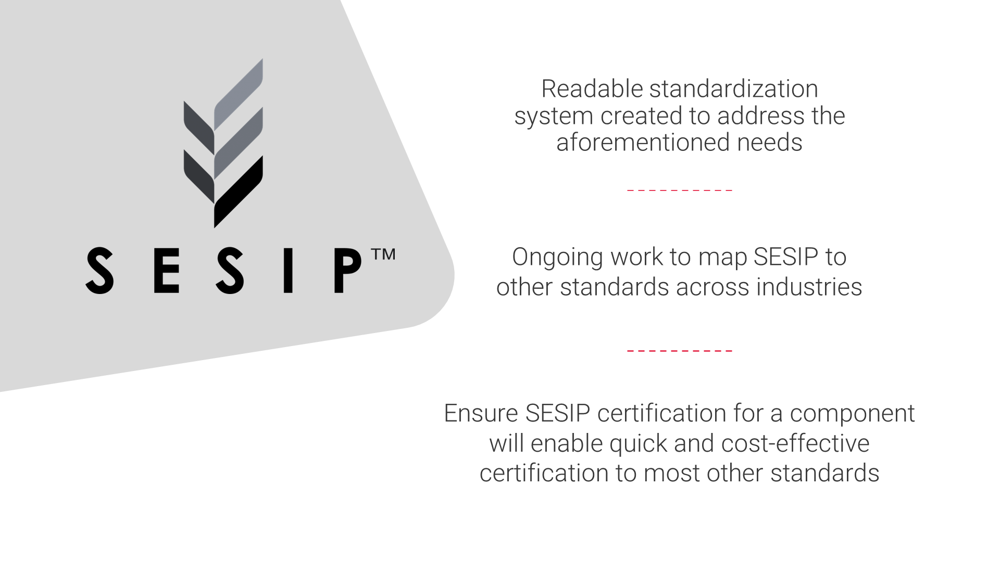 SESIP™
Readable standardization
system created to address the
aforementioned needs
Ongoing work to map SESIP to
other standards across industries
Ensure SESIP certification for a component
will enable quick and cost-effective
certification to most other standards